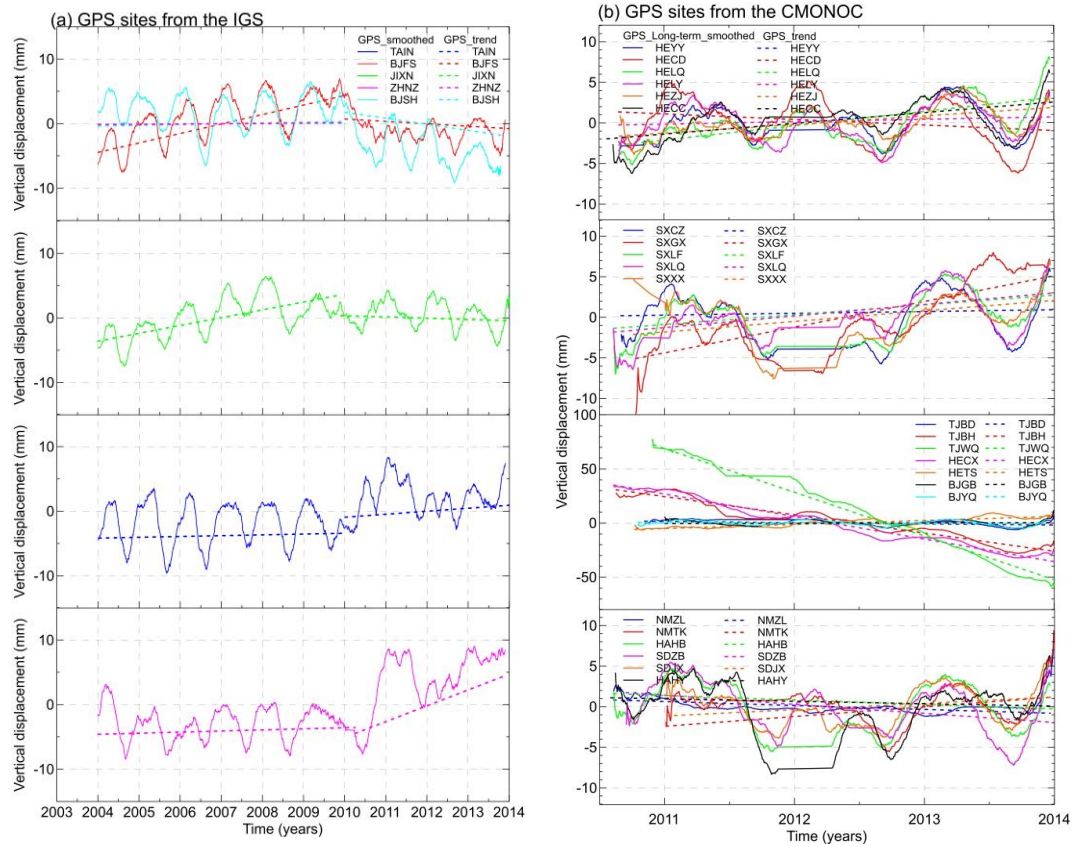 (a) GPS sites from the IGS
GPS_smoothed GPS_trend
TAIN TAIN
BJFS BJFS
JIXN JIXN
ZHNZ ZHNZ
BJSH BJSH
Vertical displacement (mm)
10
0
-10
Vertical displacement (mm)
10
0
-10
Vertical displacement (mm)
10
0
-10
Vertical displacement (mm)
10
0
-10
2003 2004 2005 2006 2007 2008 2009 2010 2011 2012 2013 2014
Time (years)
(b) GPS sites from the CMONOC
GPS_Long-term_smoothed GPS_trend
HEYY HEYY
HECD HECD
HELQ HELQ
HELY HELY
HEZJ HEZJ
HECC HECC
10
5
0
-5
-10
SXCZ SXCZ
SXGX SXGX
SXLF SXLF
SXLQ SXLQ
SXXX SXXX
10
5
0
-5
-10
Vertical displacement (mm)
TJBD TJBD
TJBH TJBH
TJWQ TJWQ
HECX HECX
HETS HETS
BJGB BJGB
BJYQ BJYQ
100
50
0
-50
NMZL NMZL
NMTK NMTK
HAHB HAHB
SDZB SDZB
SDJX SDJX
HAHY HAHY
10
5
0
-5
-10
2011 2012 2013 2014
Time (years)